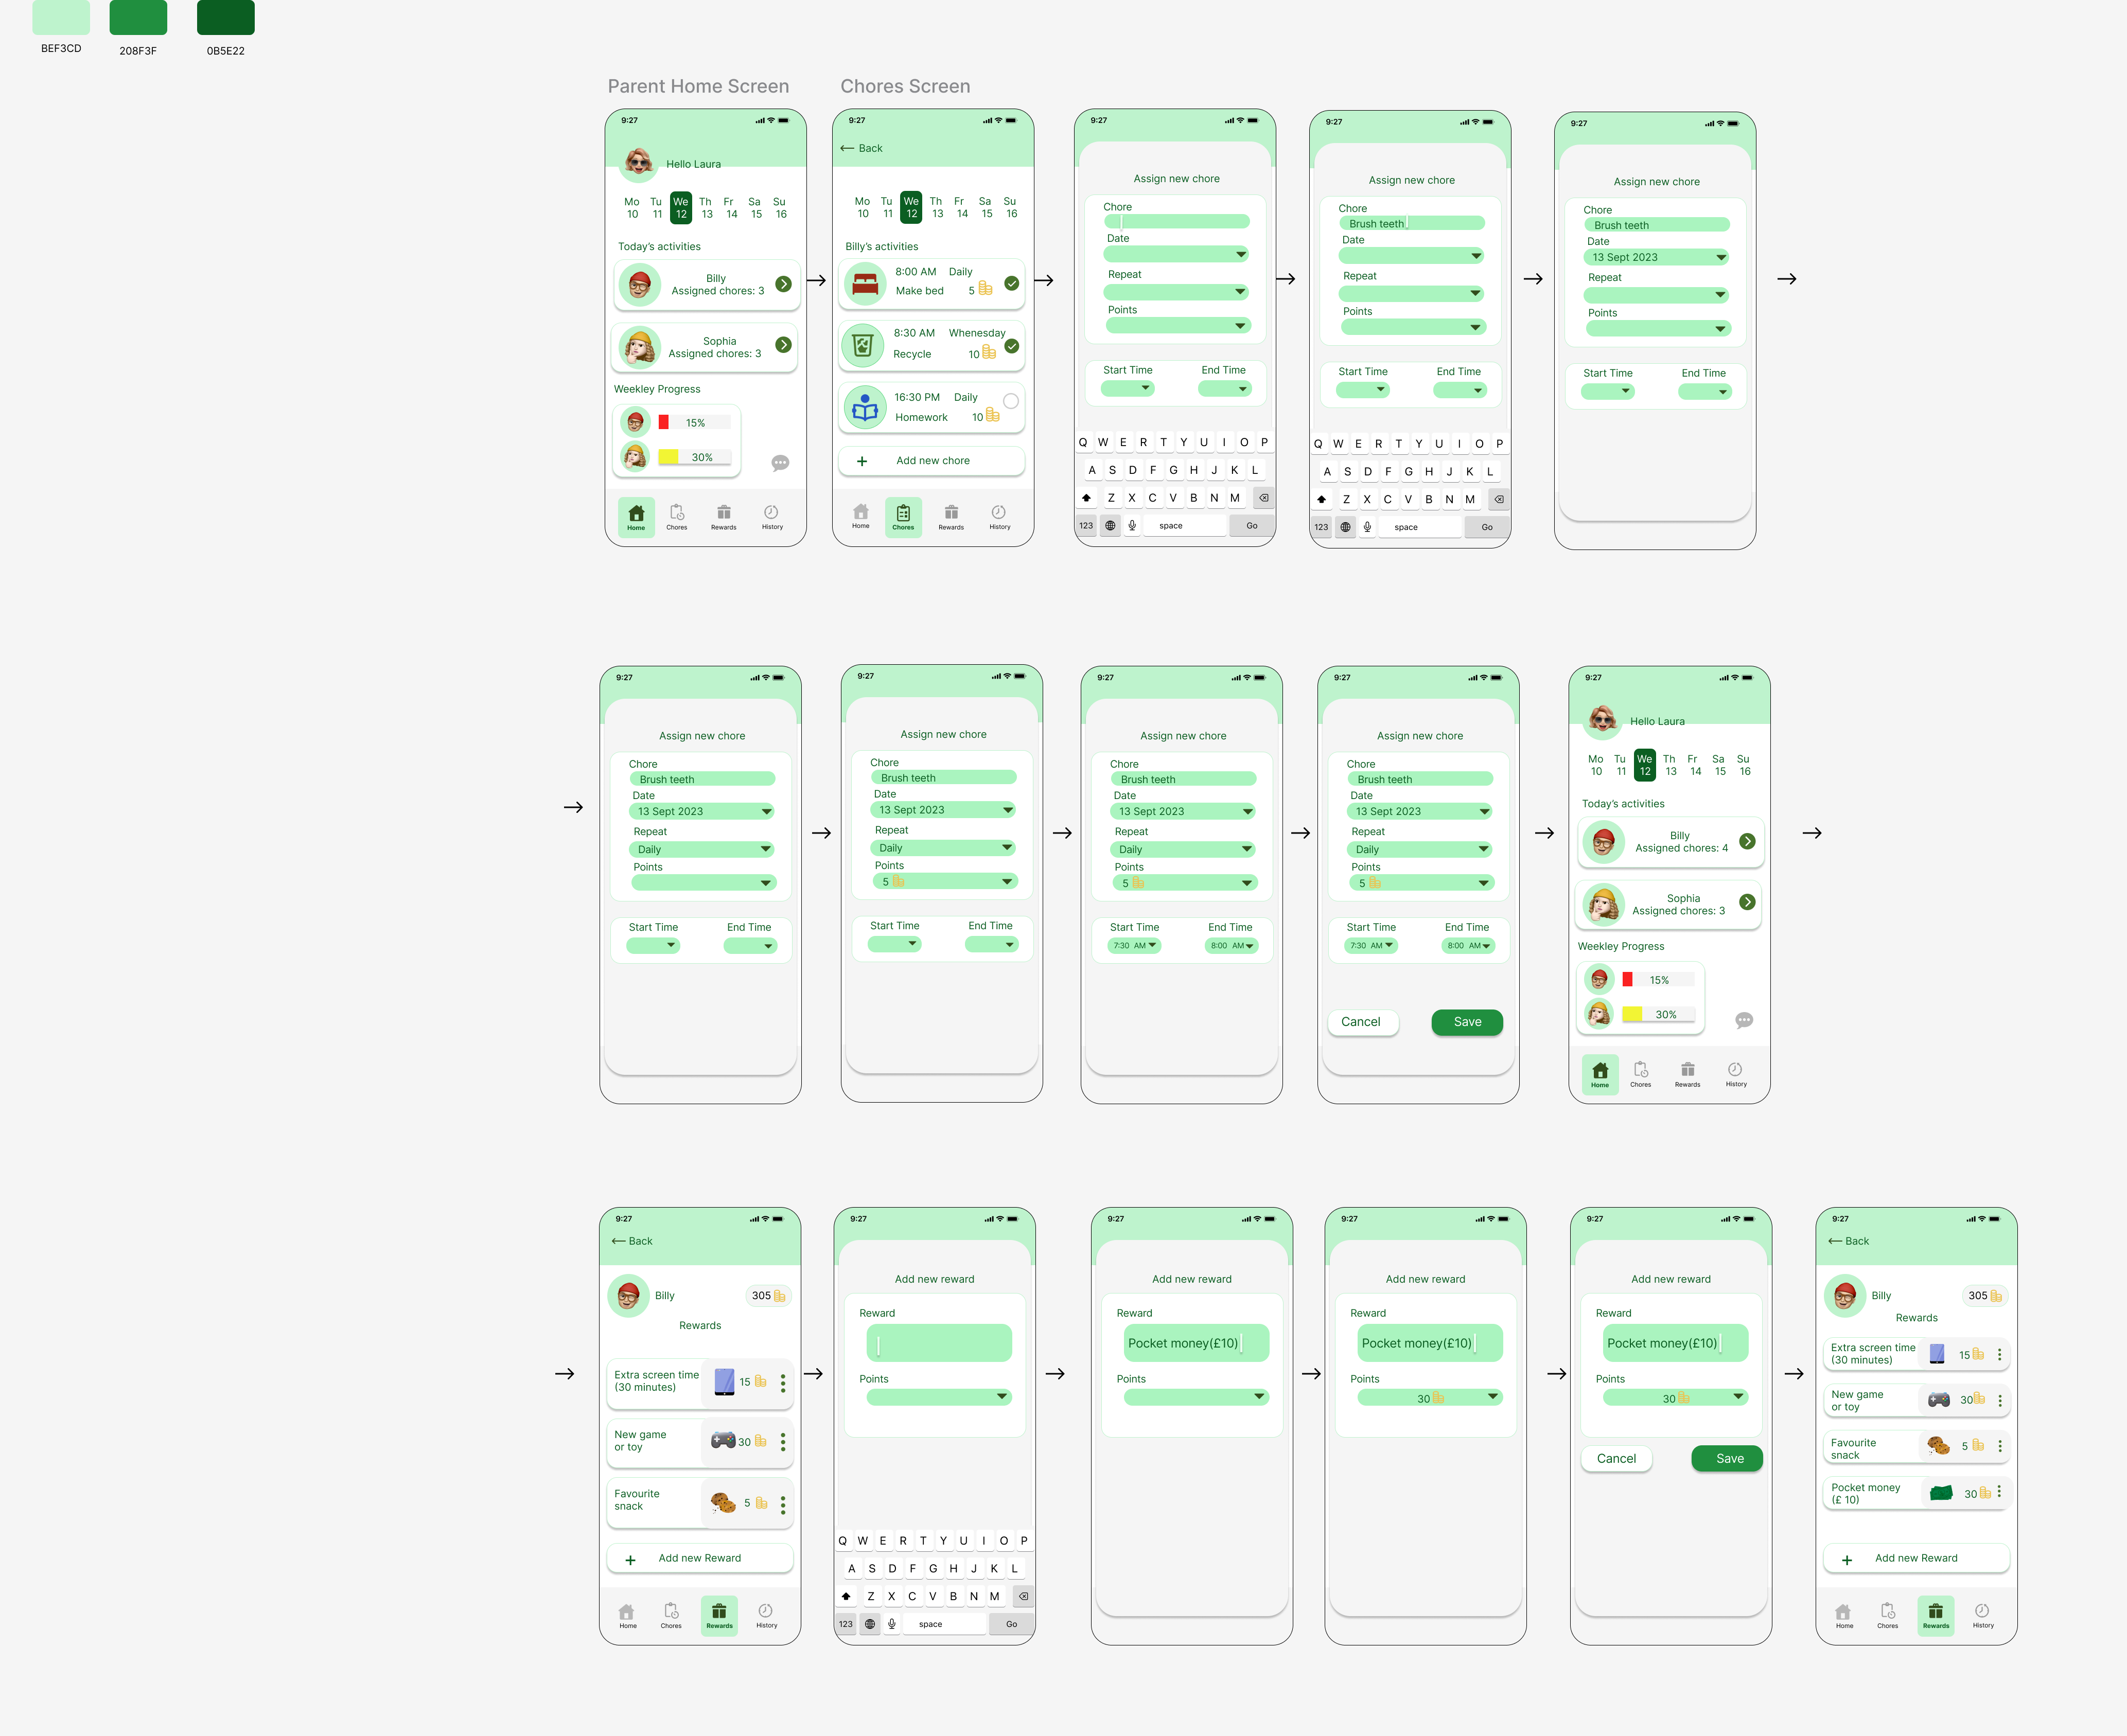 BEF3CD
208F3F
0B5E22
Parent Home Screen
Chores Screen
9:27
Hello Laura
Mo Tu We Th Fr Sa Su
10 11 12 13 14 15 16
Today's activities
Billy
Assigned chores: 3
Sophia
Assigned chores: 3
Weekley Progress
15%
30%
Home Chores Rewards History
9:27
Back
Mo Tu We Th Fr Sa Su
10 11 12 13 14 15 16
Billy's activities
8:00 AM Daily
Make bed 5
8:30 AM Whenesday
Recycle 10
16:30 PM Daily
Homework 10
+ Add new chore
Home Chores Rewards History
9:27
Assign new chore
Chore
Date
Repeat
Points
Start Time End Time
Q W E R T Y U I O P
A S D F G H J K L
Z X C V B N M
123 space Go
9:27
Assign new chore
Chore
Brush teeth
Date
Repeat
Points
Start Time End Time
Q W E R T Y U I O P
A S D F G H J K L
Z X C V B N M
123 space Go
9:27
Assign new chore
Chore
Brush teeth
Date
13 Sept 2023
Repeat
Points
Start Time End Time
9:27
Assign new chore
Chore
Brush teeth
Date
13 Sept 2023
Repeat
Daily
Points
Start Time End Time
9:27
Assign new chore
Chore
Brush teeth
Date
13 Sept 2023
Repeat
Daily
Points
5
Start Time End Time
9:27
Assign new chore
Chore
Brush teeth
Date
13 Sept 2023
Repeat
Daily
Points
5
Start Time End Time
7:30 AM 8:00 AM
9:27
Assign new chore
Chore
Brush teeth
Date
13 Sept 2023
Repeat
Daily
Points
5
Start Time End Time
7:30 AM 8:00 AM
Cancel Save
9:27
Hello Laura
Mo Tu We Th Fr Sa Su
10 11 12 13 14 15 16
Today's activities
Billy
Assigned chores: 4
Sophia
Assigned chores: 3
Weekley Progress
15%
30%
Home Chores Rewards History
9:27
Back
Billy 305
Rewards
Extra screen time
(30 minutes) 15
New game
or toy 30
Favourite
snack 5
+ Add new Reward
Home Chores Rewards History
9:27
Add new reward
Reward
Points
Q W E R T Y U I O P
A S D F G H J K L
Z X C V B N M
123 space Go
9:27
Add new reward
Reward
Pocket money(£10)
Points
9:27
Add new reward
Reward
Pocket money(£10)
Points
30
9:27
Add new reward
Reward
Pocket money(£10)
Points
30
Cancel Save
9:27
Back
Billy 305
Rewards
Extra screen time
(30 minutes) 15
New game
or toy 30
Favourite
snack 5
Pocket money
(£ 10) 30
+ Add new Reward
Home Chores Rewards History